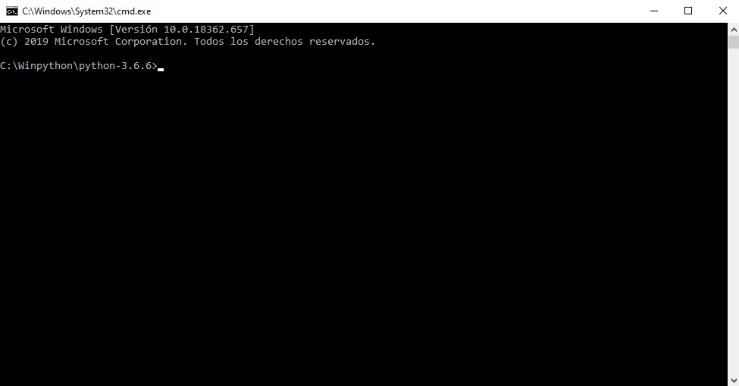 C:\Windows\System32\cmd.exe
Microsoft Windows [Versión 10.0.18362.657]
(c) 2019 Microsoft Corporation. Todos los derechos reservados.
C:\Winpython\python-3.6.6>